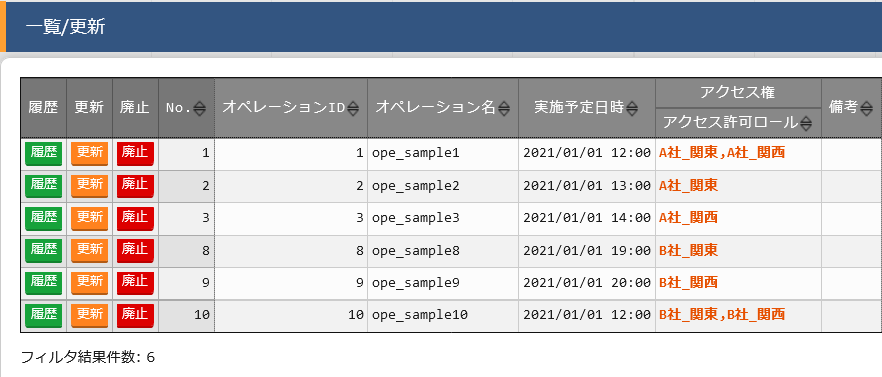 一覧/更新
履歴 更新 廃止 No. オペレーションID オペレーション名 実施予定日時 アクセス権 備考
アクセス許可ロール
履歴 更新 廃止 1 1 ope_sample1 2021/01/01 12:00 A社_関東,A社_関西
履歴 更新 廃止 2 2 ope_sample2 2021/01/01 13:00 A社_関東
履歴 更新 廃止 3 3 ope_sample3 2021/01/01 14:00 A社_関西
履歴 更新 廃止 8 8 ope_sample8 2021/01/01 19:00 B社_関東
履歴 更新 廃止 9 9 ope_sample9 2021/01/01 20:00 B社_関西
履歴 更新 廃止 10 10 ope_sample10 2021/01/01 12:00 B社_関東,B社_関西
フィルタ結果件数: 6